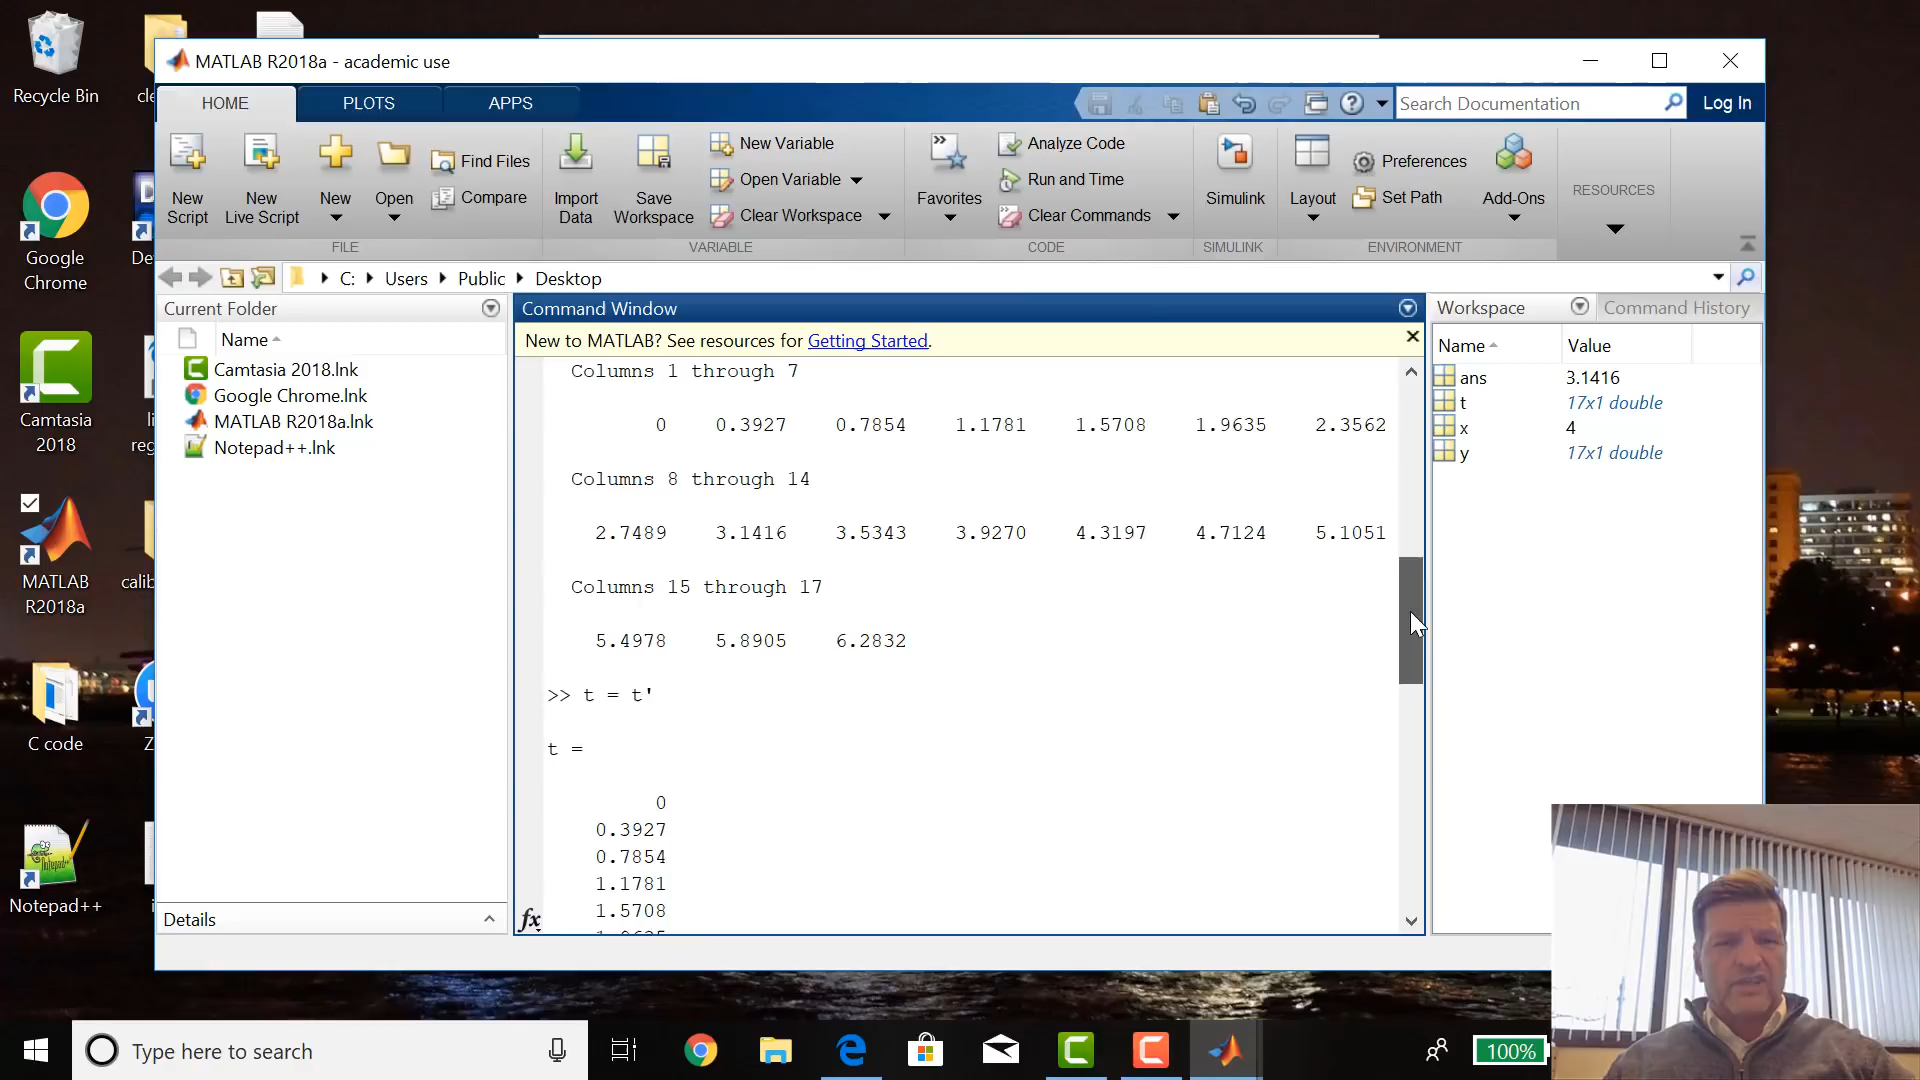 MATLAB R2018a - academic use
HOME PLOTS APPS
Search Documentation
Log In
New Script
New Live Script
New
Open
Find Files
Compare
FILE
Import Data
Save Workspace
New Variable
Open Variable
Clear Workspace
VARIABLE
Favorites
Analyze Code
Run and Time
Clear Commands
CODE
Simulink
SIMULINK
Layout
Preferences
Set Path
Add-Ons
ENVIRONMENT
RESOURCES
C: Users Public Desktop
Current Folder
Name
Camtasia 2018.lnk
Google Chrome.lnk
MATLAB R2018a.lnk
Notepad++.lnk
Details
Command Window
New to MATLAB? See resources for Getting Started.
Columns 1 through 7
0 0.3927 0.7854 1.1781 1.5708 1.9635 2.3562
Columns 8 through 14
2.7489 3.1416 3.5343 3.9270 4.3197 4.7124 5.1051
Columns 15 through 17
5.4978 5.8905 6.2832
>> t = t'
t =
0
0.3927
0.7854
1.1781
1.5708
fx
Workspace
Command History
Name Value
ans 3.1416
t 17x1 double
x 4
y 17x1 double
Recycle Bin
Google Chrome
Camtasia 2018
MATLAB R2018a
C code
Notepad++
Type here to search
100%